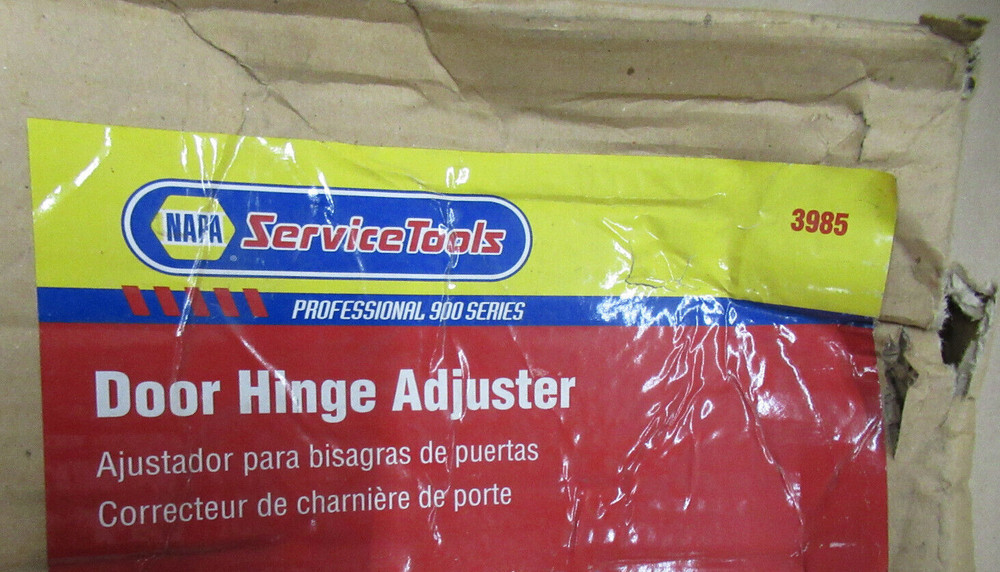 NAPA ServiceTools
3985
PROFESSIONAL 900 SERIES
Door Hinge Adjuster
Ajustador para bisagras de puertas
Correcteur de charnière de porte